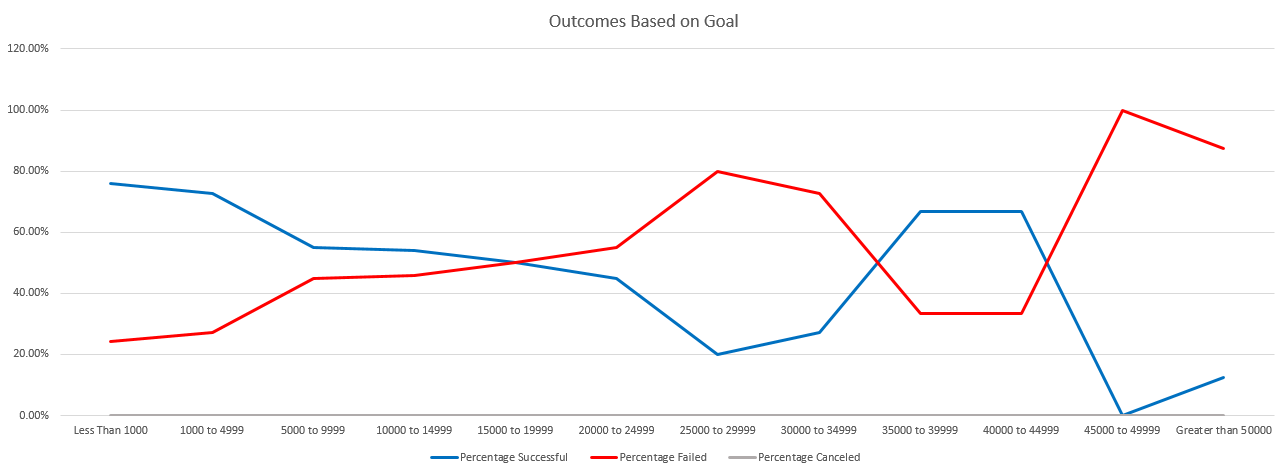 Outcomes Based on Goal
120.00%
100.00%
80.00%
60.00%
40.00%
20.00%
0.00%
Less Than 1000 1000 to 4999 5000 to 9999 10000 to 14999 15000 to 19999 20000 to 24999 25000 to 29999 30000 to 34999 35000 to 39999 40000 to 44999 45000 to 49999 Greater than 50000
Percentage Successful Percentage Failed Percentage Canceled